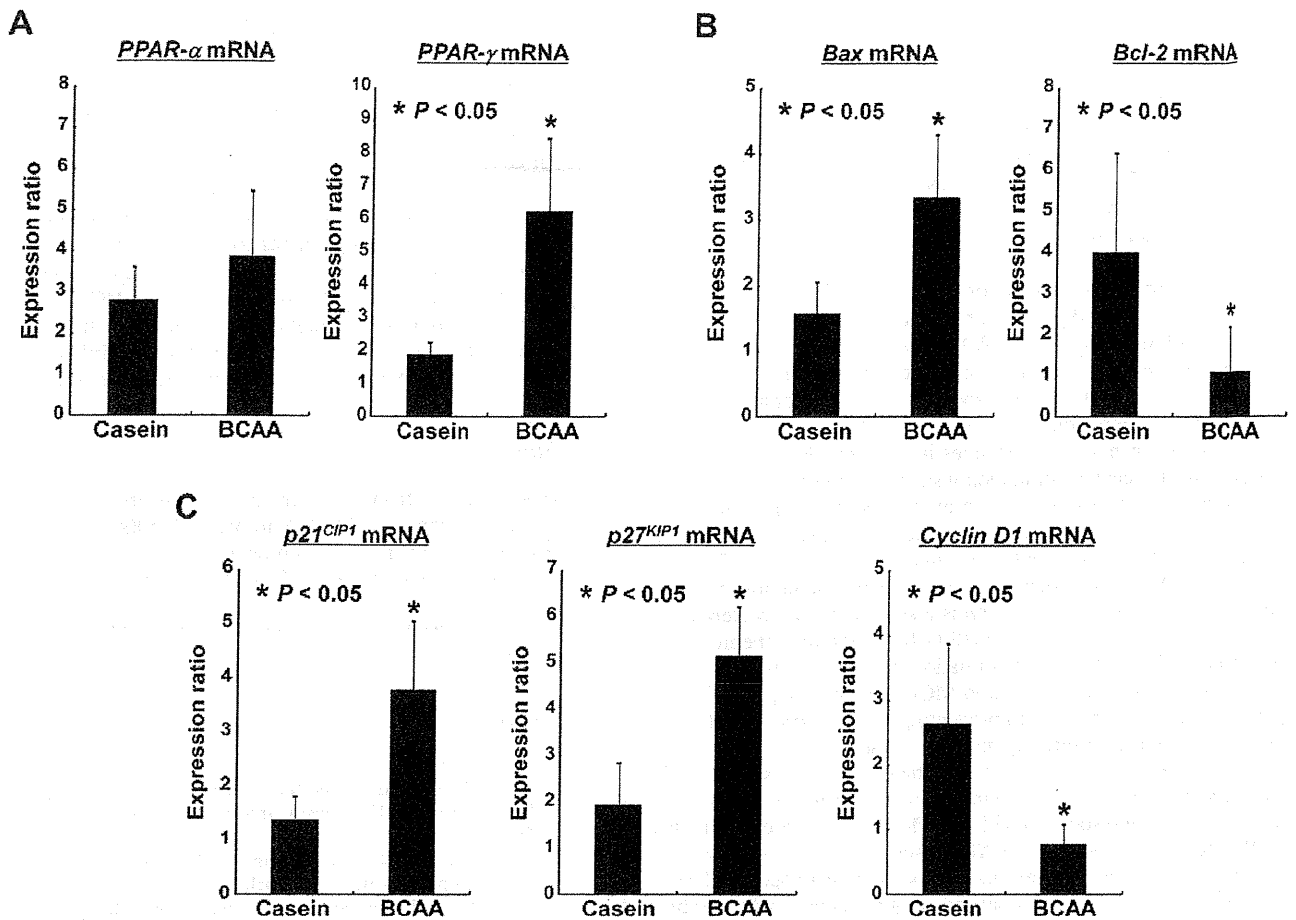 A
PPAR-α mRNA
Expression ratio
8
7
6
5
4
3
2
1
0
Casein BCAA
PPAR-γ mRNA
* P < 0.05
*
Expression ratio
10
9
8
7
6
5
4
3
2
1
0
Casein BCAA
B
Bax mRNA
* P < 0.05
*
Expression ratio
5
4
3
2
1
0
Casein BCAA
Bcl-2 mRNA
* P < 0.05
*
Expression ratio
8
7
6
5
4
3
2
1
0
Casein BCAA
C
p21CIP1 mRNA
* P < 0.05
*
Expression ratio
6
5
4
3
2
1
0
Casein BCAA
p27KIP1 mRNA
* P < 0.05
*
Expression ratio
7
6
5
4
3
2
1
0
Casein BCAA
Cyclin D1 mRNA
* P < 0.05
*
Expression ratio
5
4
3
2
1
0
Casein BCAA